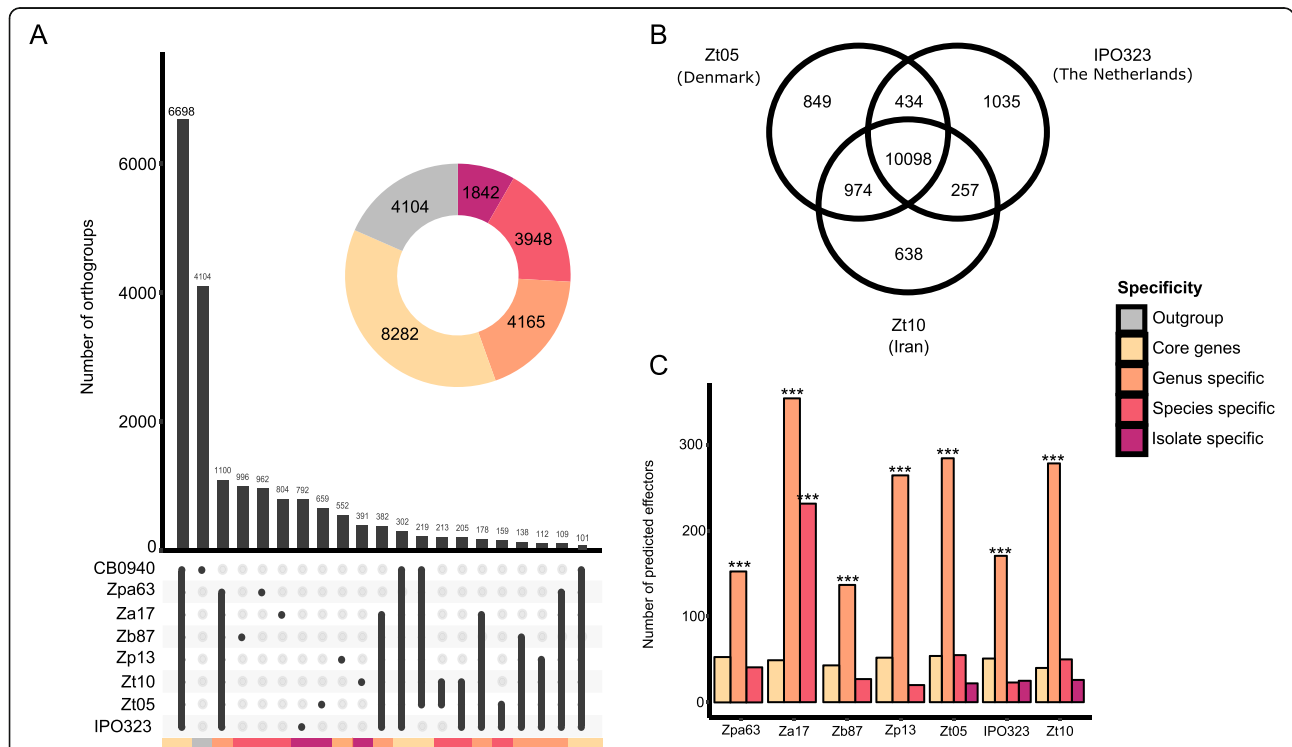 A
Number of orthogroups
6000
4000
2000
0
6698
4104
1100
996
962
804
792
659
552
391
382
302
219
213
205
178
159
138
112
109
101
1842
3948
4165
8282
4104
CB0940
Zpa63
Za17
Zb87
Zp13
Zt10
Zt05
IPO323
B
Zt05
(Denmark)
IPO323
(The Netherlands)
849
434
1035
10098
974
257
638
Zt10
(Iran)
Specificity
Outgroup
Core genes
Genus specific
Species specific
Isolate specific
C
Number of predicted effectors
300
200
100
0
***
***
***
***
***
***
***
***
Zpa63
Za17
Zb87
Zp13
Zt05
IPO323
Zt10